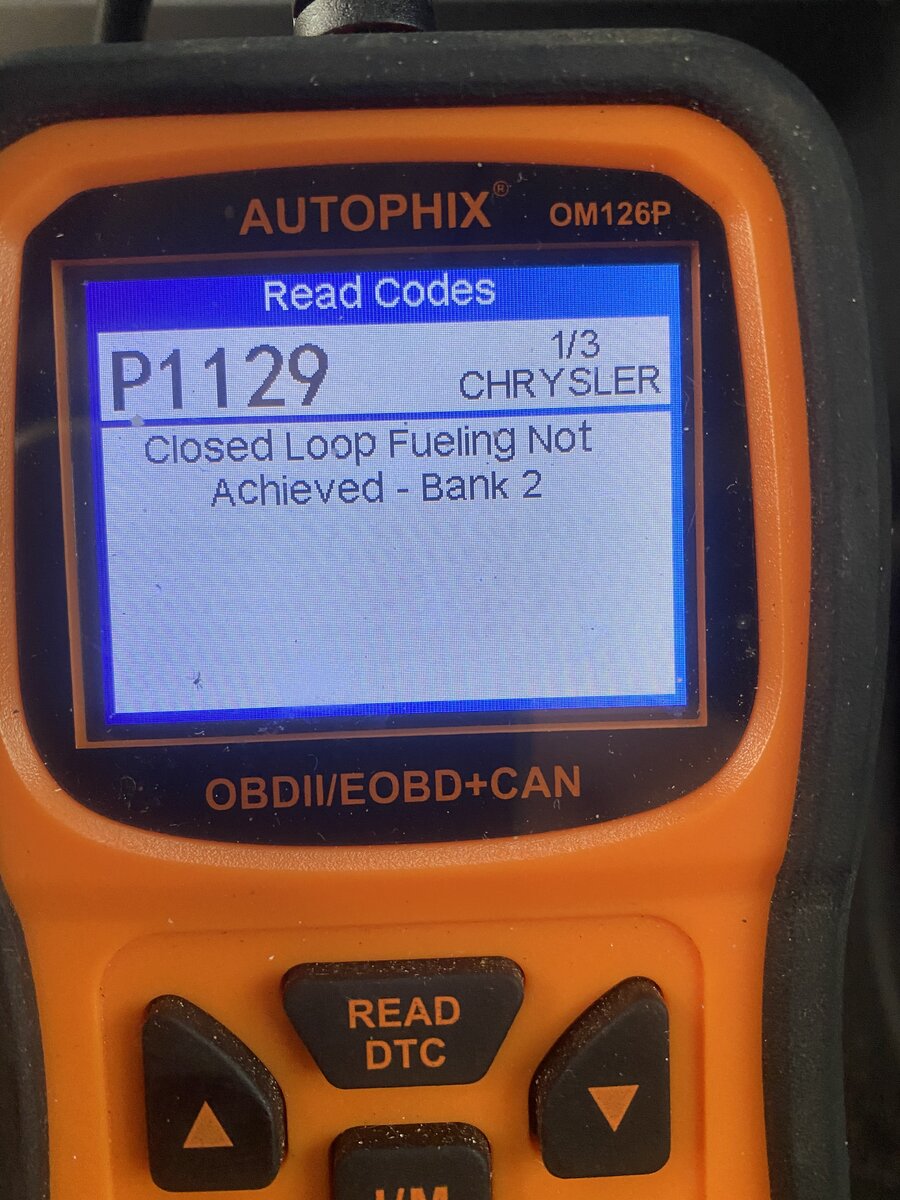 AUTOPHIX® OM126P
Read Codes
P1129
1/3
CHRYSLER
Closed Loop Fueling Not
Achieved - Bank 2
OBDII/EOBD+CAN
READ
DTC
I/M